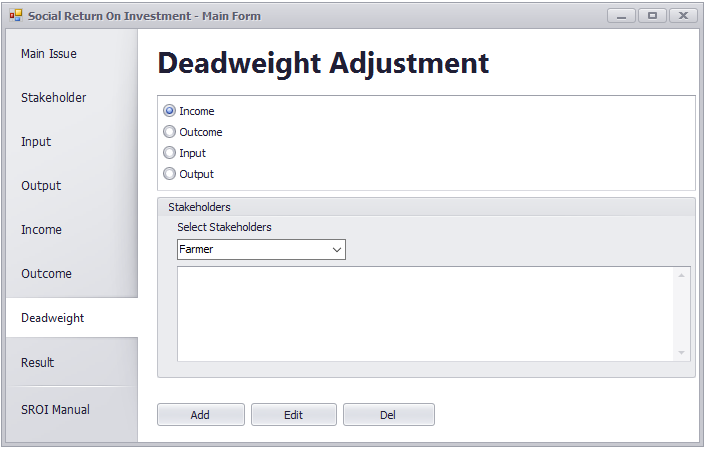 Social Return On Investment - Main Form
Main Issue
Stakeholder
Input
Output
Income
Outcome
Deadweight
Result
SROI Manual
Deadweight Adjustment
Income
Outcome
Input
Output
Stakeholders
Select Stakeholders
Farmer
Add
Edit
Del